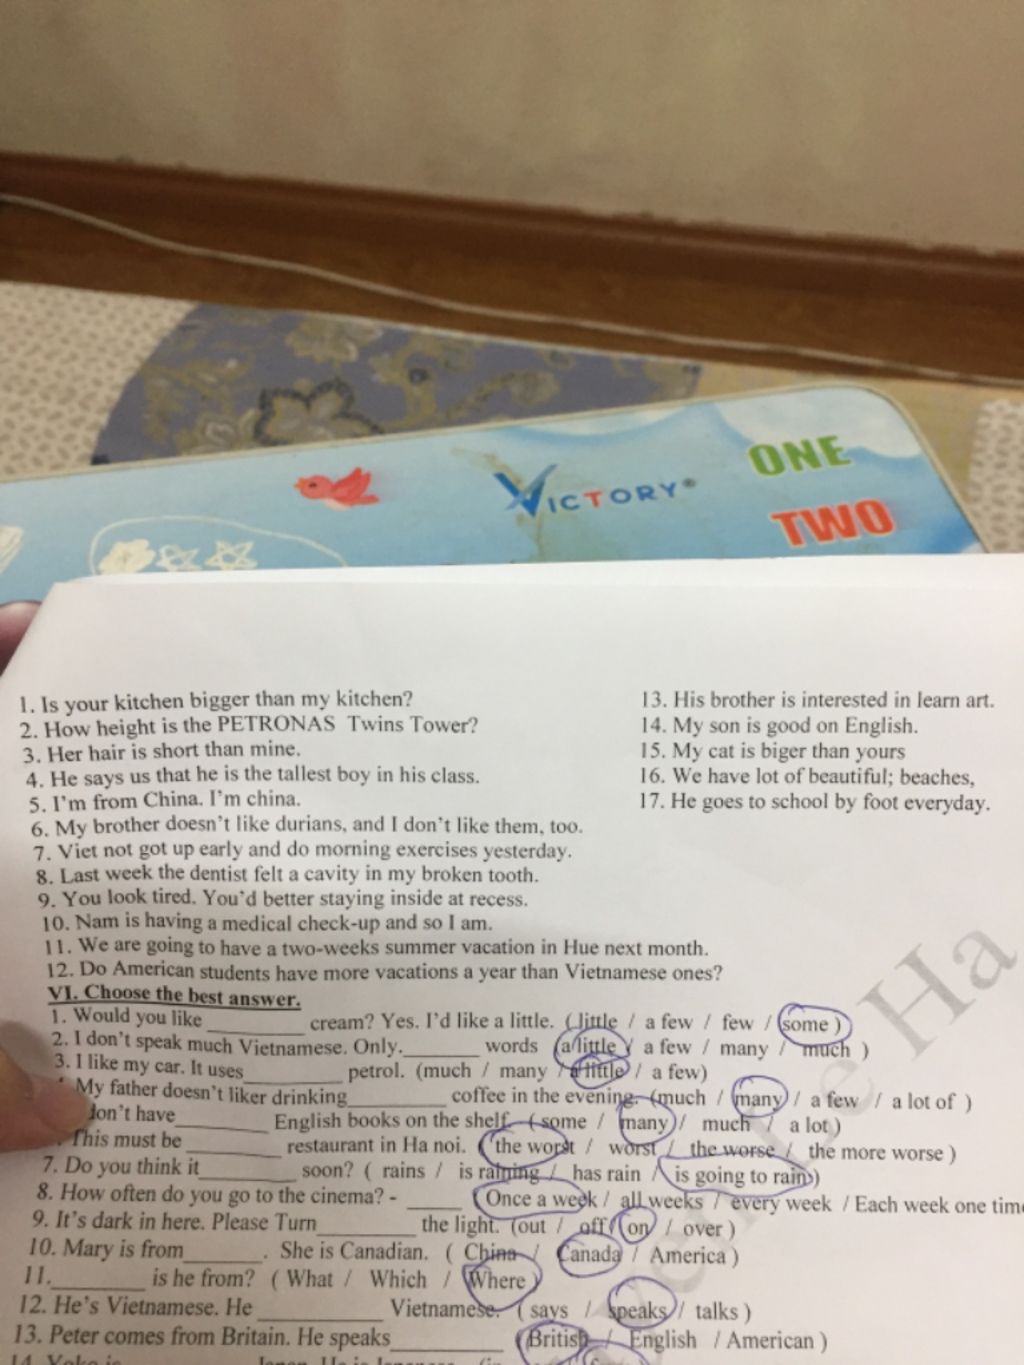 VICTORY®
ONE
TWO
1. Is your kitchen bigger than my kitchen?
2. How height is the PETRONAS Twins Tower?
3. Her hair is short than mine.
4. He says us that he is the tallest boy in his class.
5. I'm from China. I'm china.
6. My brother doesn't like durians, and I don't like them, too.
7. Viet not got up early and do morning exercises yesterday.
8. Last week the dentist felt a cavity in my broken tooth.
9. You look tired. You'd better staying inside at recess.
10. Nam is having a medical check-up and so I am.
11. We are going to have a two-weeks summer vacation in Hue next month.
12. Do American students have more vacations a year than Vietnamese ones?
13. His brother is interested in learn art.
14. My son is good on English.
15. My cat is biger than yours
16. We have lot of beautiful; beaches,
17. He goes to school by foot everyday.
VI. Choose the best answer.
1. Would you like ________ cream? Yes. I'd like a little. ( little / a few / few / some )
2. I don't speak much Vietnamese. Only.______ words (a little / a few / many / much )
3. I like my car. It uses________ petrol. (much / many / a little / a few)
My father doesn't liker drinking________ coffee in the evening. (much / many / a few / a lot of )
don't have________ English books on the shelf. ( some / many / much / a lot )
. This must be ________ restaurant in Ha noi. ( the worst / worst / the worse / the more worse )
7. Do you think it________ soon? ( rains / is raining / has rain / is going to rain )
8. How often do you go to the cinema? - ____ ( Once a week / all weeks / every week / Each week one time
9. It's dark in here. Please Turn________ the light. (out / off / on / over )
10. Mary is from______. She is Canadian. ( China / Canada / America )
11.________ is he from? ( What / Which / Where )
12. He's Vietnamese. He __________ Vietnamese. ( says / speaks / talks )
13. Peter comes from Britain. He speaks_________ ( British / English / American )
Ha